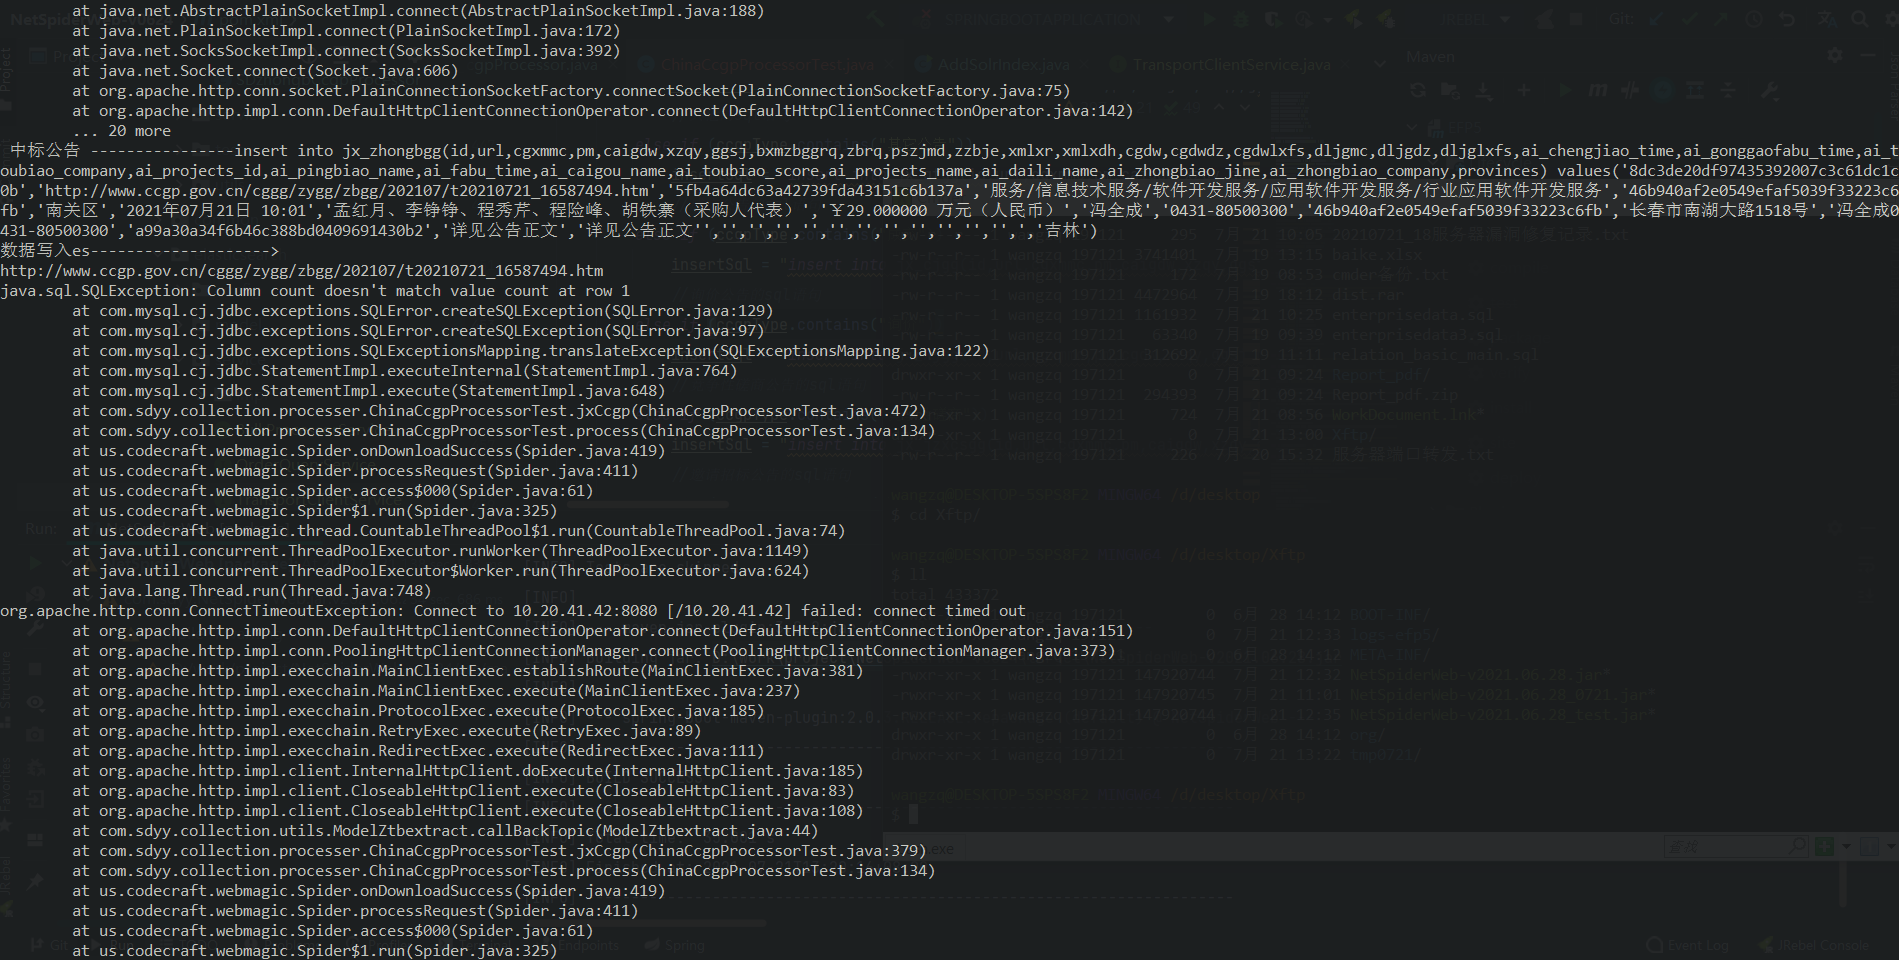 at java.net.AbstractPlainSocketImpl.connect(AbstractPlainSocketImpl.java:188)
at java.net.PlainSocketImpl.connect(PlainSocketImpl.java:172)
at java.net.SocksSocketImpl.connect(SocksSocketImpl.java:392)
at java.net.Socket.connect(Socket.java:606)
at org.apache.http.conn.socket.PlainConnectionSocketFactory.connectSocket(PlainConnectionSocketFactory.java:75)
at org.apache.http.impl.conn.DefaultHttpClientConnectionOperator.connect(DefaultHttpClientConnectionOperator.java:142)
... 20 more
中标公告 ----------------insert into jx_zhongbgg(id,url,cgxmmc,pm,caigdw,xzqy,ggsj,bxmzbggrq,zbrq,pszjmd,zzbje,xmlxr,xmlxdh,cgdw,cgdwdz,cgdwlxfs,dljgmc,dljgdz,dljglxfs,ai_chengjiao_time,ai_gonggaofabu_time,ai_t
oubiao_company,ai_projects_id,ai_pingbiao_name,ai_fabu_time,ai_caigou_name,ai_toubiao_score,ai_projects_name,ai_daili_name,ai_zhongbiao_jine,ai_zhongbiao_company,provinces) values('8dc3de20df97435392007c3c61dc1c
0b','http://www.ccgp.gov.cn/cggg/zygg/zbgg/202107/t20210721_16587494.htm','5fb4a64dc63a42739fda43151c6b137a','服务/信息技术服务/软件开发服务/应用软件开发服务/行业应用软件开发服务','46b940af2e0549efaf5039f33223c6
fb','南关区','2021年07月21日 10:01','孟红月、李铮铮、程秀芹、程险峰、胡铁寨（采购人代表）','￥29.000000 万元（人民币）','冯全成','0431-80500300','46b940af2e0549efaf5039f33223c6fb','长春市南湖大路1518号','冯全成0
431-80500300','a99a30a34f6b46c388bd0409691430b2','详见公告正文','详见公告正文'','','','','','','','','','','',','吉林')
数据写入es-------------------->
http://www.ccgp.gov.cn/cggg/zygg/zbgg/202107/t20210721_16587494.htm
java.sql.SQLException: Column count doesn't match value count at row 1
at com.mysql.cj.jdbc.exceptions.SQLError.createSQLException(SQLError.java:129)
at com.mysql.cj.jdbc.exceptions.SQLError.createSQLException(SQLError.java:97)
at com.mysql.cj.jdbc.exceptions.SQLExceptionsMapping.translateException(SQLExceptionsMapping.java:122)
at com.mysql.cj.jdbc.StatementImpl.executeInternal(StatementImpl.java:764)
at com.mysql.cj.jdbc.StatementImpl.execute(StatementImpl.java:648)
at com.sdyy.collection.processer.ChinaCcgpProcessorTest.jxCcgp(ChinaCcgpProcessorTest.java:472)
at com.sdyy.collection.processer.ChinaCcgpProcessorTest.process(ChinaCcgpProcessorTest.java:134)
at us.codecraft.webmagic.Spider.onDownloadSuccess(Spider.java:419)
at us.codecraft.webmagic.Spider.processRequest(Spider.java:411)
at us.codecraft.webmagic.Spider.access$000(Spider.java:61)
at us.codecraft.webmagic.Spider$1.run(Spider.java:325)
at us.codecraft.webmagic.thread.CountableThreadPool$1.run(CountableThreadPool.java:74)
at java.util.concurrent.ThreadPoolExecutor.runWorker(ThreadPoolExecutor.java:1149)
at java.util.concurrent.ThreadPoolExecutor$Worker.run(ThreadPoolExecutor.java:624)
at java.lang.Thread.run(Thread.java:748)
org.apache.http.conn.ConnectTimeoutException: Connect to 10.20.41.42:8080 [/10.20.41.42] failed: connect timed out
at org.apache.http.impl.conn.DefaultHttpClientConnectionOperator.connect(DefaultHttpClientConnectionOperator.java:151)
at org.apache.http.impl.conn.PoolingHttpClientConnectionManager.connect(PoolingHttpClientConnectionManager.java:373)
at org.apache.http.impl.execchain.MainClientExec.establishRoute(MainClientExec.java:381)
at org.apache.http.impl.execchain.MainClientExec.execute(MainClientExec.java:237)
at org.apache.http.impl.execchain.ProtocolExec.execute(ProtocolExec.java:185)
at org.apache.http.impl.execchain.RetryExec.execute(RetryExec.java:89)
at org.apache.http.impl.execchain.RedirectExec.execute(RedirectExec.java:111)
at org.apache.http.impl.client.InternalHttpClient.doExecute(InternalHttpClient.java:185)
at org.apache.http.impl.client.CloseableHttpClient.execute(CloseableHttpClient.java:83)
at org.apache.http.impl.client.CloseableHttpClient.execute(CloseableHttpClient.java:108)
at com.sdyy.collection.utils.ModelZtbextract.callBackTopic(ModelZtbextract.java:44)
at com.sdyy.collection.processer.ChinaCcgpProcessorTest.jxCcgp(ChinaCcgpProcessorTest.java:379)
at com.sdyy.collection.processer.ChinaCcgpProcessorTest.process(ChinaCcgpProcessorTest.java:134)
at us.codecraft.webmagic.Spider.onDownloadSuccess(Spider.java:419)
at us.codecraft.webmagic.Spider.processRequest(Spider.java:411)
at us.codecraft.webmagic.Spider.access$000(Spider.java:61)
at us.codecraft.webmagic.Spider$1.run(Spider.java:325)